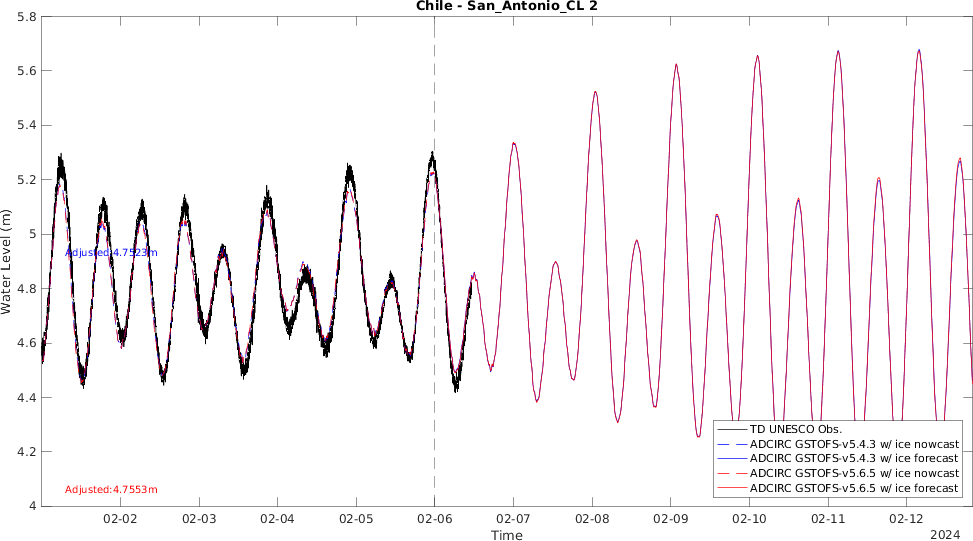 Chile - San_Antonio_CL 2
Water Level (m)
5.8
5.6
5.4
5.2
5
4.8
4.6
4.4
4.2
4
Adjusted:4.7523m
Adjusted:4.7553m
TD UNESCO Obs.
ADCIRC GSTOFS-v5.4.3 w/ ice nowcast
ADCIRC GSTOFS-v5.4.3 w/ ice forecast
ADCIRC GSTOFS-v5.6.5 w/ ice nowcast
ADCIRC GSTOFS-v5.6.5 w/ ice forecast
02-02 02-03 02-04 02-05 02-06 02-07 02-08 02-09 02-10 02-11 02-12
Time
2024